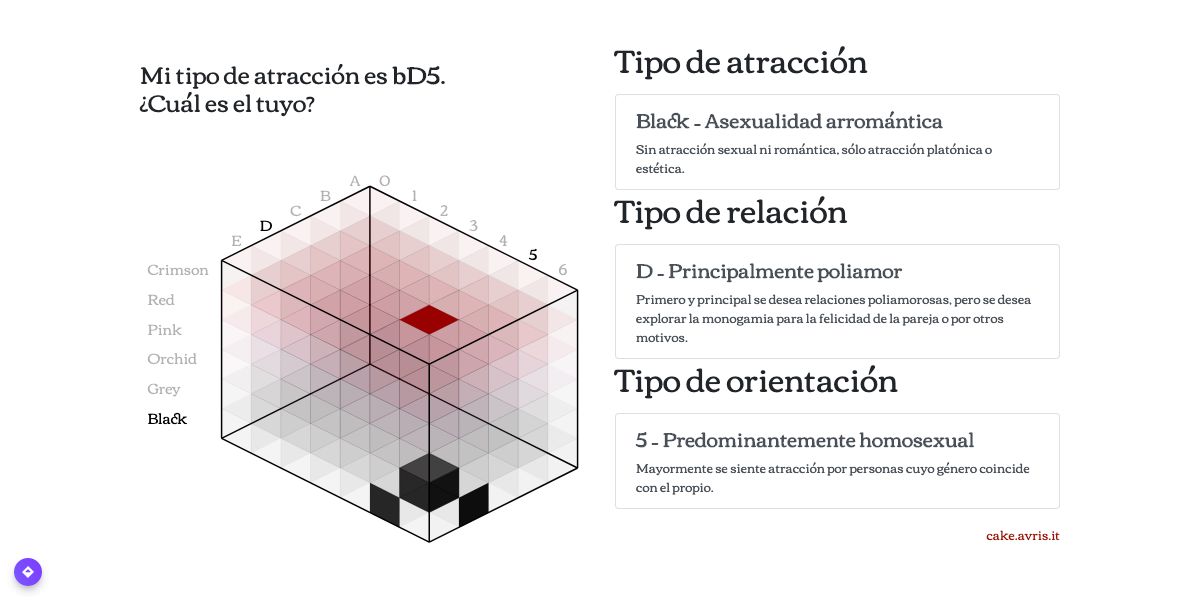 Mi tipo de atracción es bD5.
¿Cuál es el tuyo?
A
B
C
D
E
0
1
2
3
4
5
6
Crimson
Red
Pink
Orchid
Grey
Black
Tipo de atracción
Black - Asexualidad arromántica
Sin atracción sexual ni romántica, sólo atracción platónica o
estética.
Tipo de relación
D - Principalmente poliamor
Primero y principal se desea relaciones poliamorosas, pero se desea
explorar la monogamia para la felicidad de la pareja o por otros
motivos.
Tipo de orientación
5 - Predominantemente homosexual
Mayormente se siente atracción por personas cuyo género coincide
con el propio.
cake.avris.it